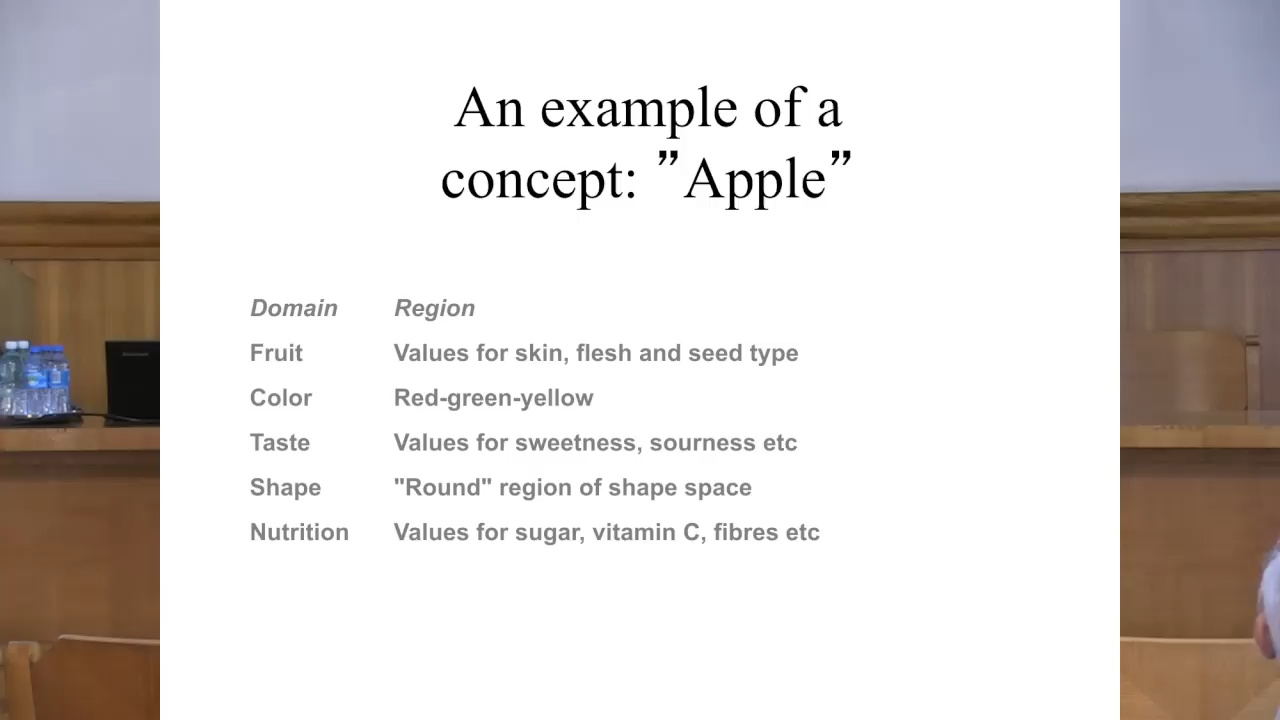 An example of a
concept: ”Apple”
Domain Region
Fruit Values for skin, flesh and seed type
Color Red-green-yellow
Taste Values for sweetness, sourness etc
Shape "Round" region of shape space
Nutrition Values for sugar, vitamin C, fibres etc